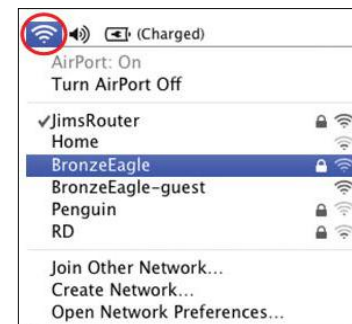 (Charged)
AirPort: On
Turn AirPort Off
✓JimsRouter
Home
BronzeEagle
BronzeEagle-guest
Penguin
RD
Join Other Network...
Create Network...
Open Network Preferences...